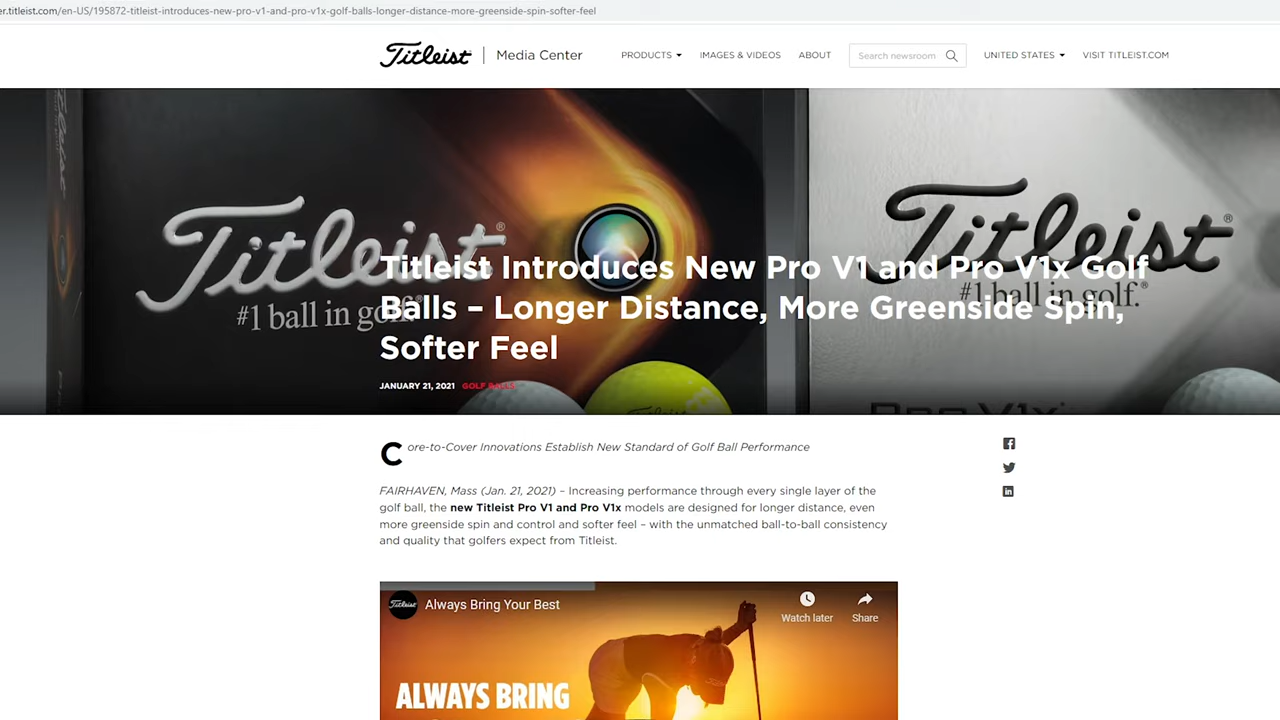 er.titleist.com/en-US/195872-titleist-introduces-new-pro-v1-and-pro-v1x-golf-balls-longer-distance-more-greenside-spin-softer-feel
Titleist | Media Center
PRODUCTS
IMAGES & VIDEOS
ABOUT
Search newsroom
UNITED STATES
VISIT TITLEIST.COM
Titleist
Titleist®
#1 ball in golf.®
Titleist®
#1 ball in golf.®
Pro V1x
Titleist Introduces New Pro V1 and Pro V1x Golf
Balls – Longer Distance, More Greenside Spin,
Softer Feel
JANUARY 21, 2021 GOLF BALLS
Core-to-Cover Innovations Establish New Standard of Golf Ball Performance
FAIRHAVEN, Mass (Jan. 21, 2021) – Increasing performance through every single layer of the
golf ball, the new Titleist Pro V1 and Pro V1x models are designed for longer distance, even
more greenside spin and control and softer feel – with the unmatched ball-to-ball consistency
and quality that golfers expect from Titleist.
Titleist
Always Bring Your Best
Watch later
Share
ALWAYS BRING